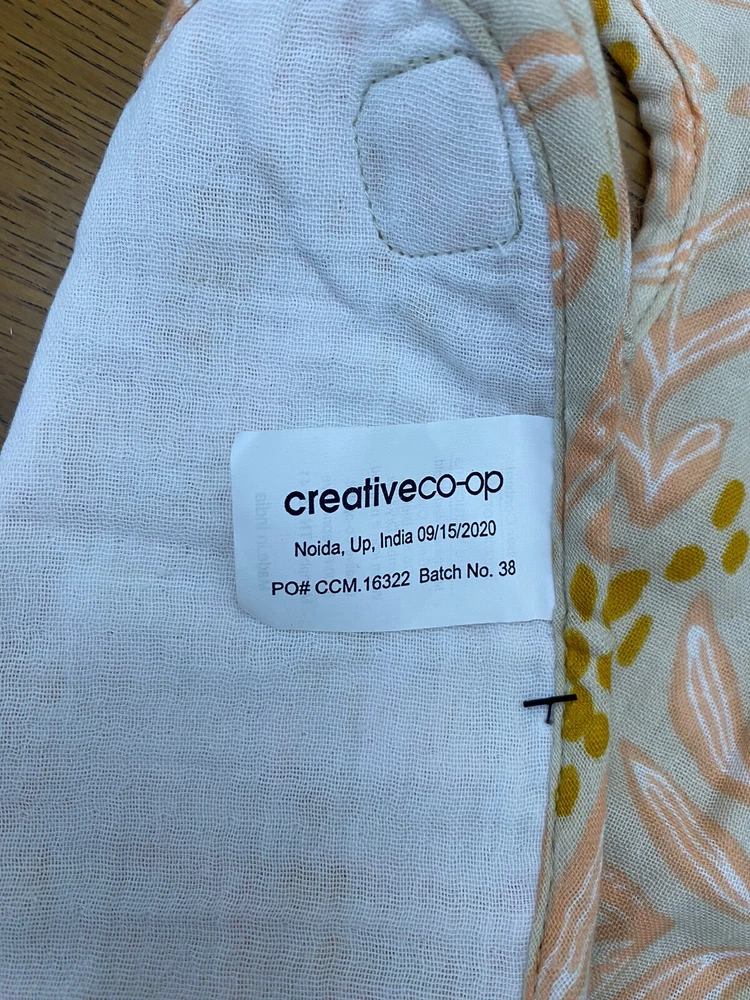 creativeco-op
Noida, Up, India 09/15/2020
PO# CCM.16322 Batch No. 38